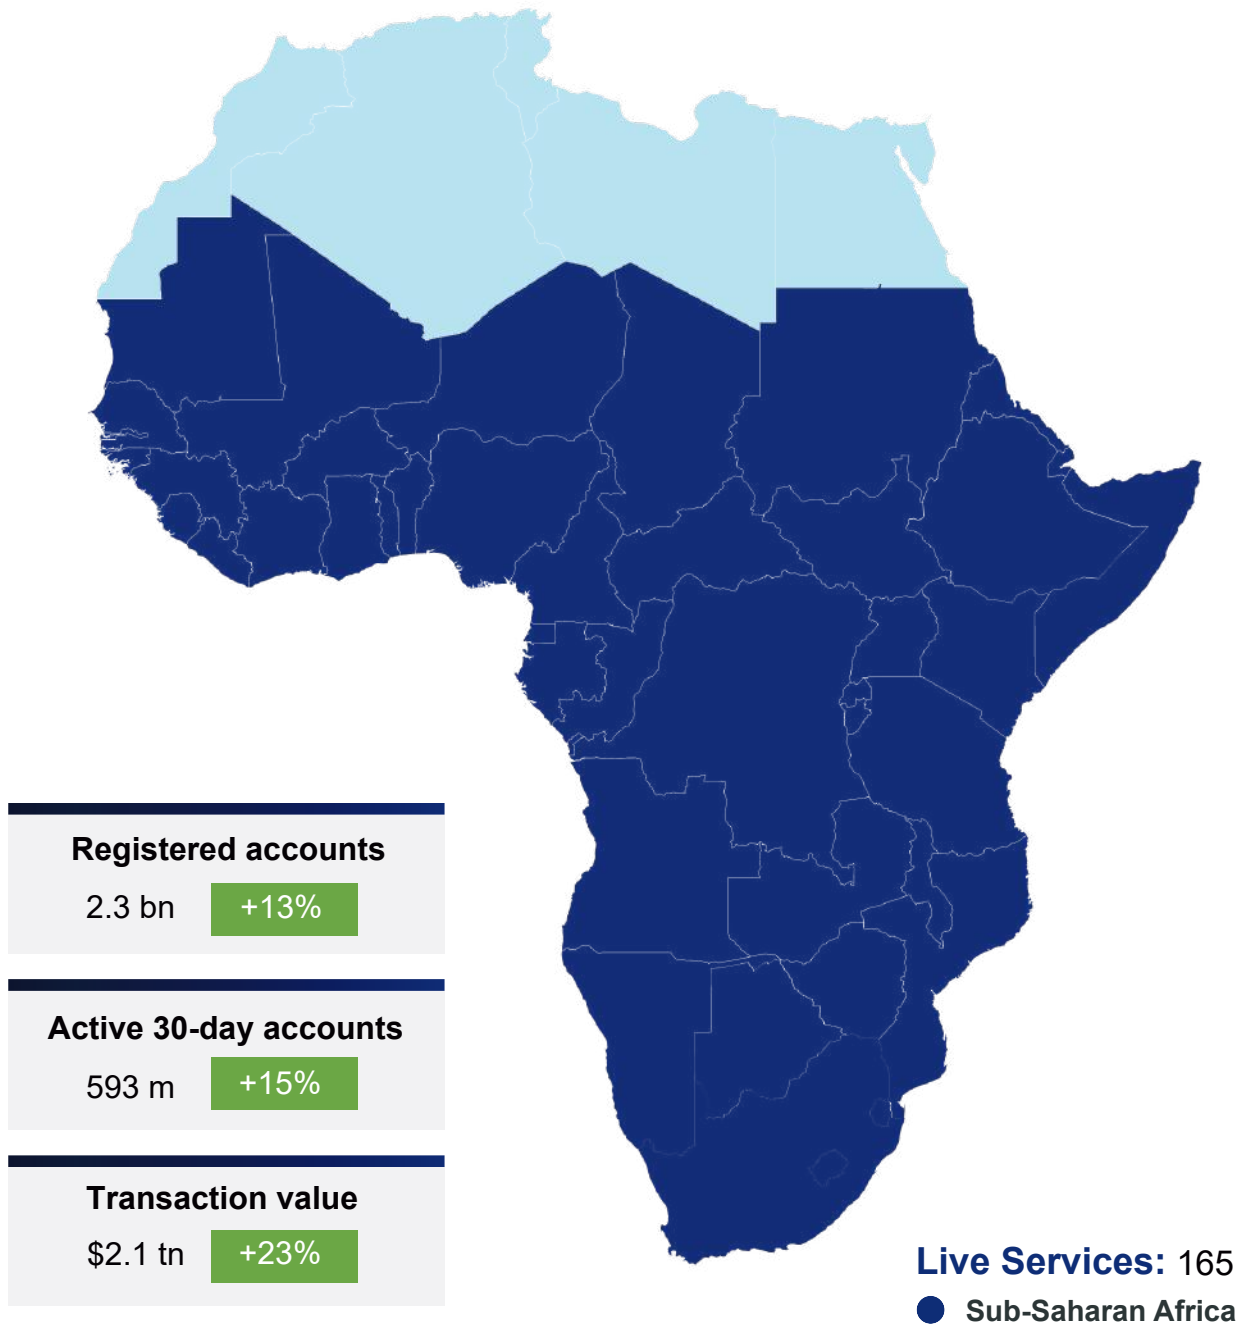 Registered accounts
2.3 bn +13%
Active 30-day accounts
593 m +15%
Transaction value
$2.1 tn +23%
Live Services: 165
Sub-Saharan Africa